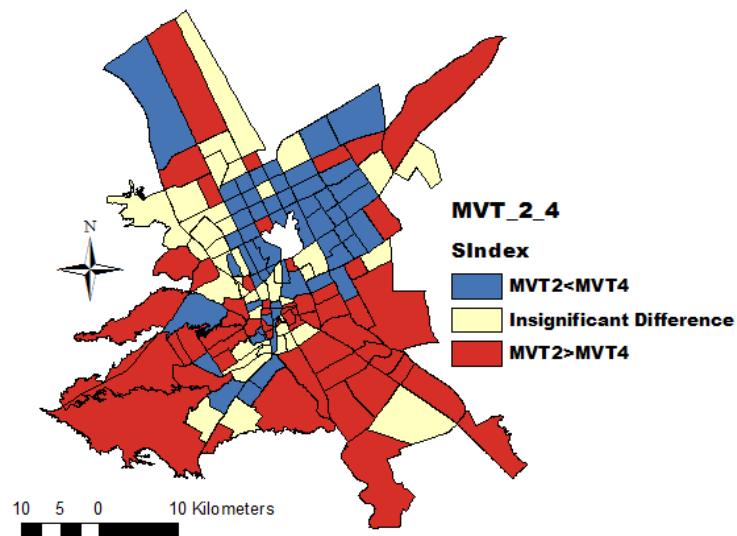 N
MVT_2_4
SIndex
MVT2<MVT4
Insignificant Difference
MVT2>MVT4
10 5 0 10 Kilometers